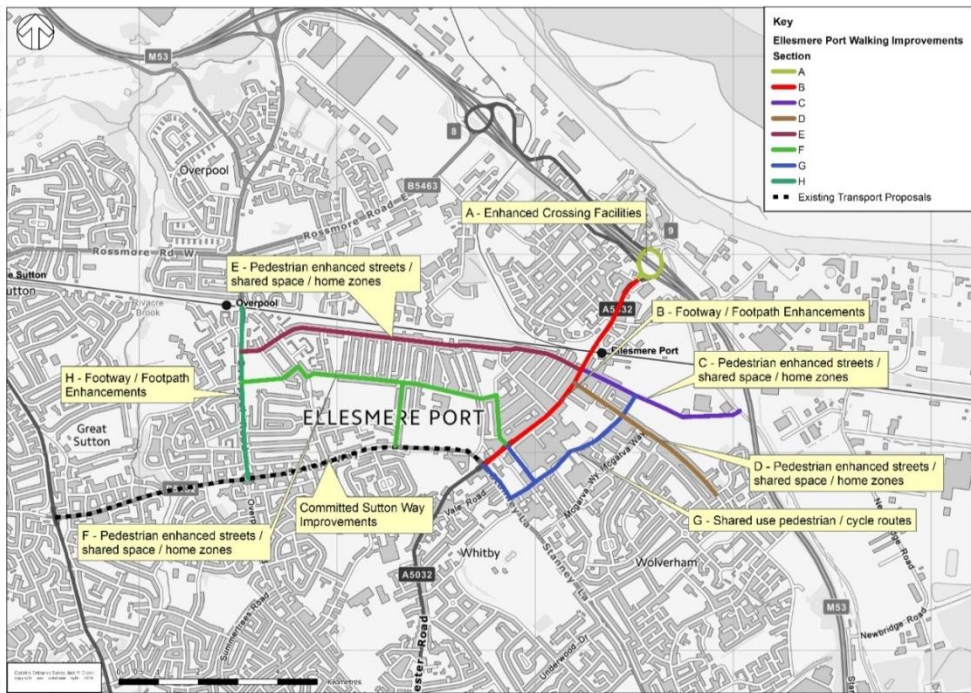 Key
Ellesmere Port Walking Improvements
Section
A
B
C
D
E
F
G
H
Existing Transport Proposals
M53
8
Overpool
B5463
Rossmore Road E
A - Enhanced Crossing Facilities
9
Rossmore Rd W
E - Pedestrian enhanced streets /
shared space / home zones
e Sutton
utton
Rivacre
Brook
Overpool
A5032
B - Footway / Footpath Enhancements
Ellesmere Port
C - Pedestrian enhanced streets /
shared space / home zones
H - Footway / Footpath
Enhancements
ELLESMERE PORT
Great
Sutton
D - Pedestrian enhanced streets /
shared space / home zones
Committed Sutton Way
Improvements
F - Pedestrian enhanced streets /
shared space / home zones
G - Shared use pedestrian / cycle routes
Vale Road
Stanney La
Whitby
Wolverham
A5032
M53
Newbridge Road
Underwood Dr
ester Road
Kilometres